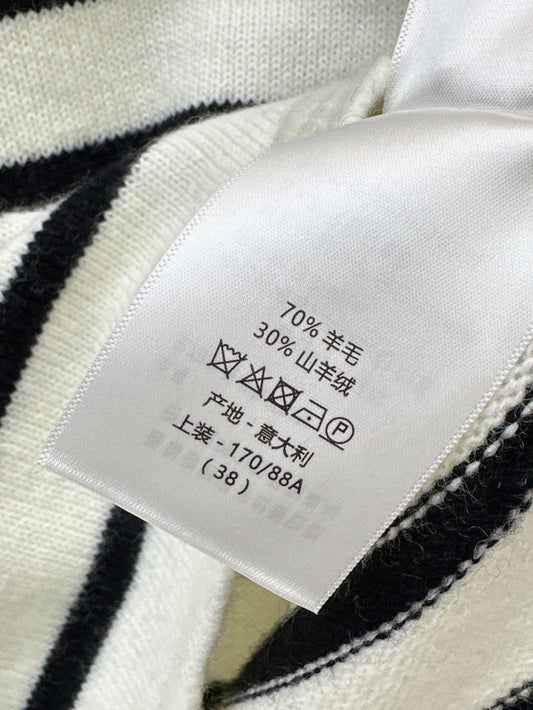 70% 羊毛
30% 山羊绒
P
产地 - 意大利
上装 - 170/88A
( 38 )